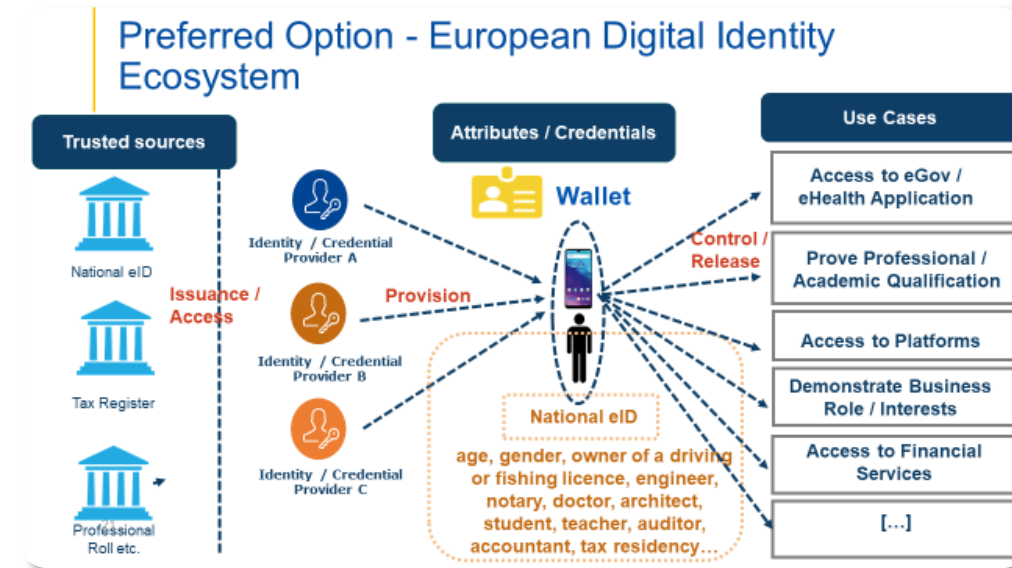 Preferred Option - European Digital Identity
Ecosystem
Trusted sources
National eID
Tax Register
Professional
Roll etc.
21
Issuance /
Access
Identity / Credential
Provider A
Identity / Credential
Provider B
Identity / Credential
Provider C
Provision
Attributes / Credentials
Wallet
National eID
age, gender, owner of a driving
or fishing licence, engineer,
notary, doctor, architect,
student, teacher, auditor,
accountant, tax residency...
Control /
Release
Use Cases
Access to eGov /
eHealth Application
Prove Professional /
Academic Qualification
Access to Platforms
Demonstrate Business
Role / Interests
Access to Financial
Services
[...]